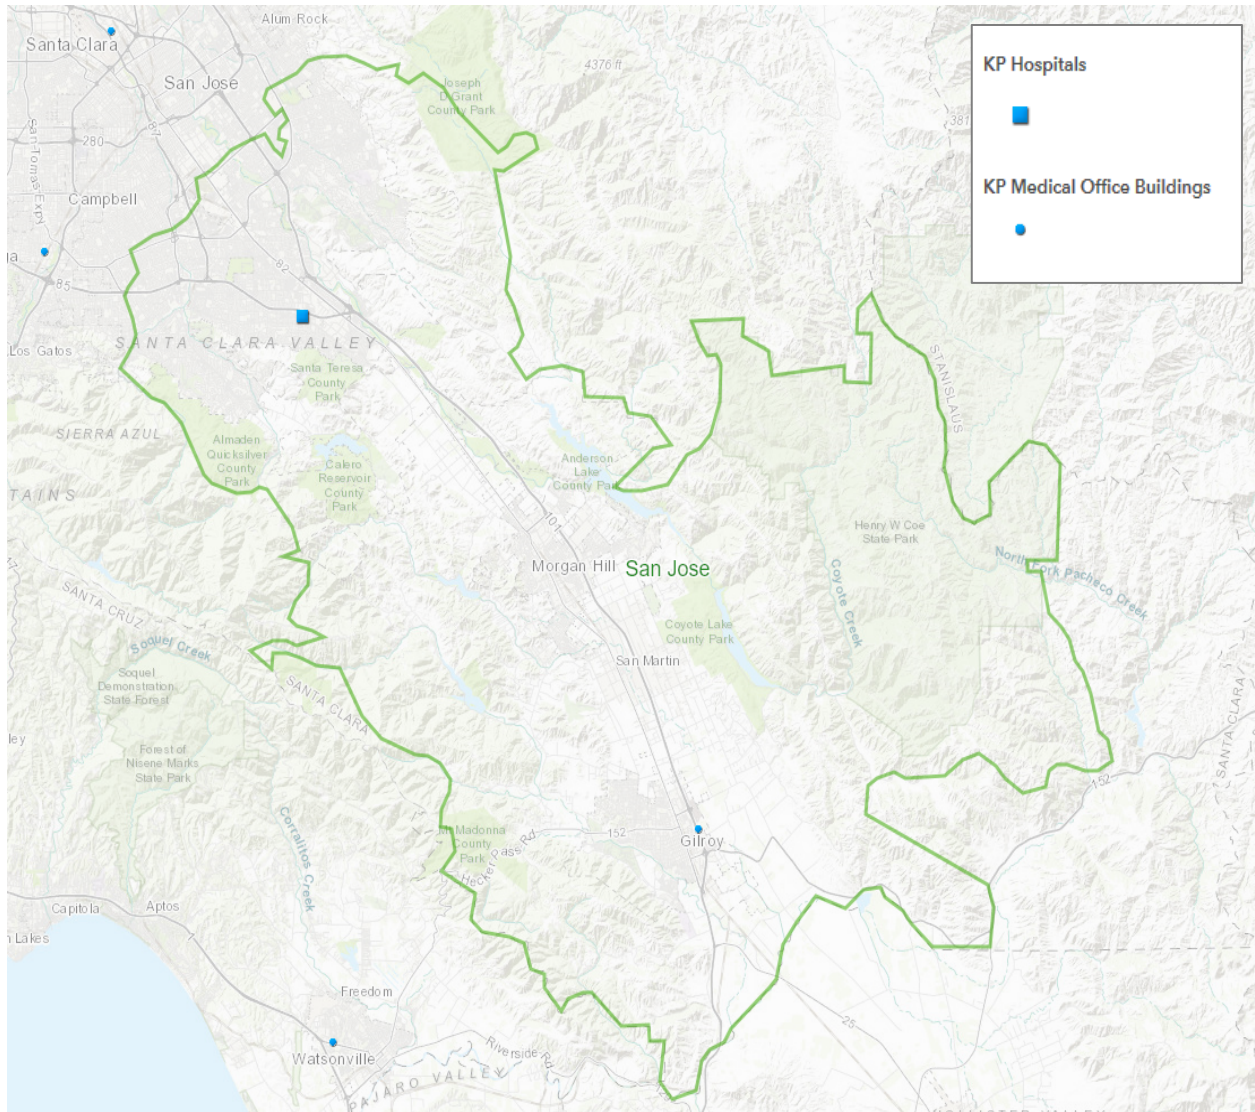 Alum Rock
Santa Clara
San Jose
4376 ft
381
KP Hospitals
KP Medical Office Buildings
Joseph
D Grant
County Park
87
280
San Tomas Expy
Campbell
82
85
Los Gatos
SANTA CLARA VALLEY
Santa Teresa
County
Park
STANISLAUS
SIERRA AZUL
Almaden
Quicksilver
County
Park
Calero
Reservoir
County
Park
Anderson
Lake
County Park
TAINS
101
Henry W Coe
State Park
Morgan Hill
San Jose
North Fork Pacheco Creek
Coyote Creek
SANTA CRUZ
Soquel Creek
Coyote Lake
County Park
San Martin
Soquel
Demonstration
State Forest
SANTA CLARA
SANTA CLARA
ley
Forest of
Nisene Marks
State Park
152
Corralitos Creek
Mt Madonna
County
Park
Hecker Pass Rd
152
Gilroy
Capitola
Aptos
1
n Lakes
Freedom
25
Watsonville
Riverside Rd
PAJARO VALLEY